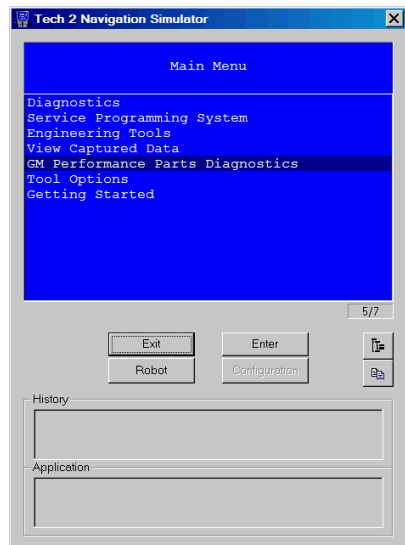 Tech 2 Navigation Simulator
Main Menu
Diagnostics
Service Programming System
Engineering Tools
View Captured Data
GM Performance Parts Diagnostics
Tool Options
Getting Started
5/7
Exit
Enter
Robot
Configuration
History
Application